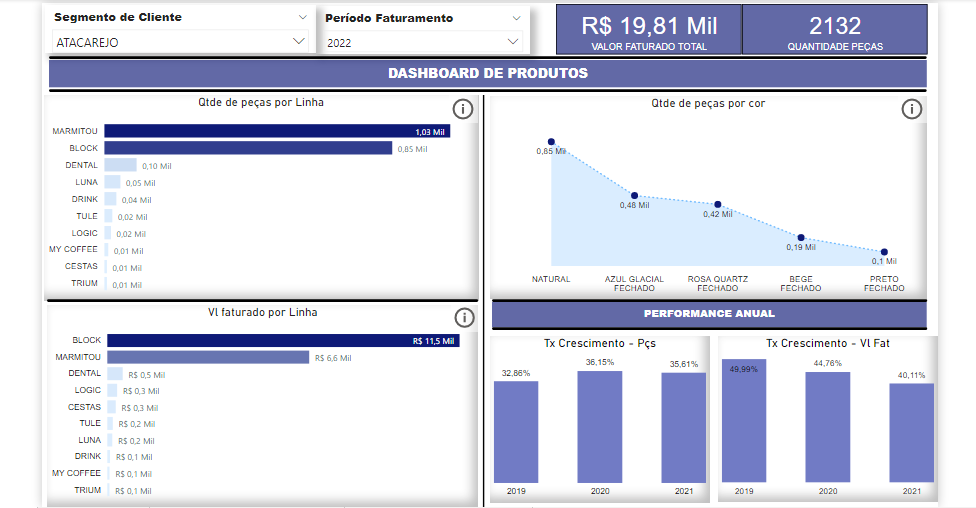 Segmento de Cliente
ATACAREJO
Período Faturamento
2022
R$ 19,81 Mil
VALOR FATURADO TOTAL
2132
QUANTIDADE PEÇAS
DASHBOARD DE PRODUTOS
Qtde de peças por Linha
MARMITOU 1,03 Mil
BLOCK 0,85 Mil
DENTAL 0,10 Mil
LUNA 0,05 Mil
DRINK 0,04 Mil
TULE 0,02 Mil
LOGIC 0,02 Mil
MY COFFEE 0,01 Mil
CESTAS 0,01 Mil
TRIUM 0,01 Mil
Qtde de peças por cor
0,85 Mil
0,48 Mil
0,42 Mil
0,19 Mil
0,1 Mil
NATURAL
AZUL GLACIAL
FECHADO
ROSA QUARTZ
FECHADO
BEGE
FECHADO
PRETO
FECHADO
Vl faturado por Linha
BLOCK R$ 11,5 Mil
MARMITOU R$ 6,6 Mil
DENTAL R$ 0,5 Mil
LOGIC R$ 0,3 Mil
CESTAS R$ 0,3 Mil
TULE R$ 0,2 Mil
LUNA R$ 0,2 Mil
DRINK R$ 0,1 Mil
MY COFFEE R$ 0,1 Mil
TRIUM R$ 0,1 Mil
PERFORMANCE ANUAL
Tx Crescimento - Pçs
32,86%
36,15%
35,61%
2019
2020
2021
Tx Crescimento - Vl Fat
49,99%
44,76%
40,11%
2019
2020
2021